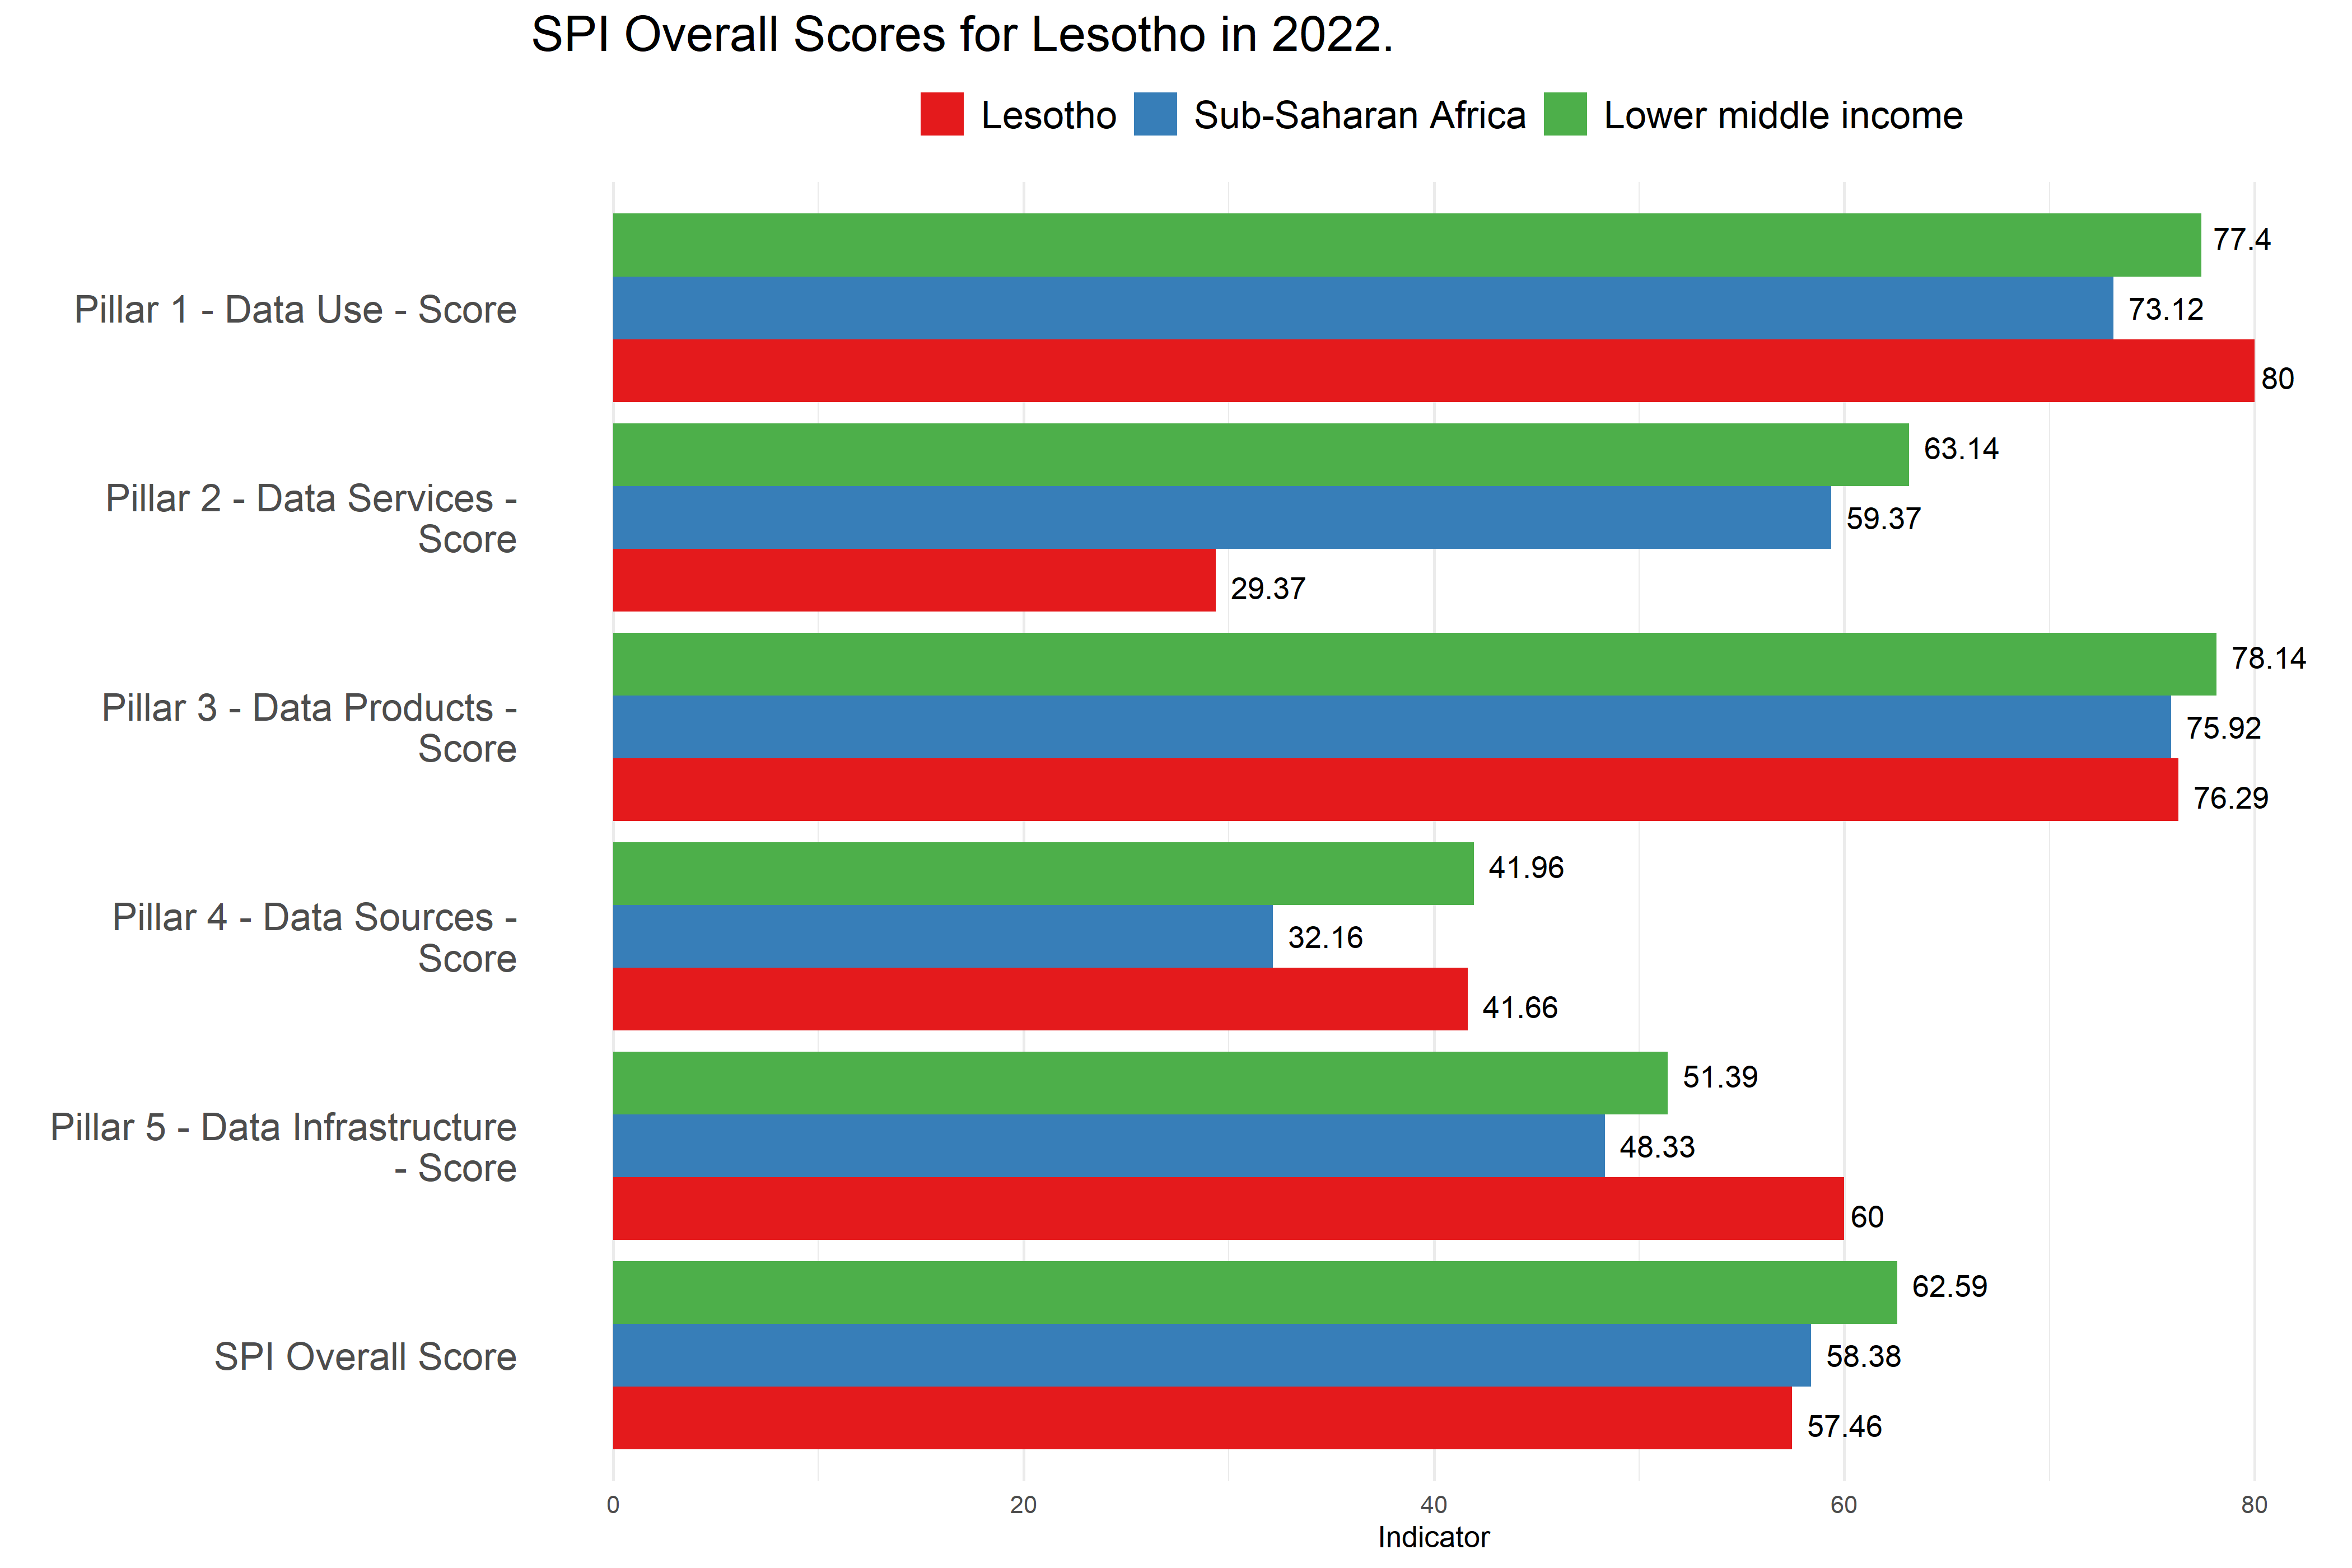 SPI Overall Scores for Lesotho in 2022.
Lesotho Sub-Saharan Africa Lower middle income
Pillar 1 - Data Use - Score
77.4
73.12
80
Pillar 2 - Data Services -
Score
63.14
59.37
29.37
Pillar 3 - Data Products -
Score
78.14
75.92
76.29
Pillar 4 - Data Sources -
Score
41.96
32.16
41.66
Pillar 5 - Data Infrastructure
- Score
51.39
48.33
60
SPI Overall Score
62.59
58.38
57.46
0 20 40 60 80
Indicator